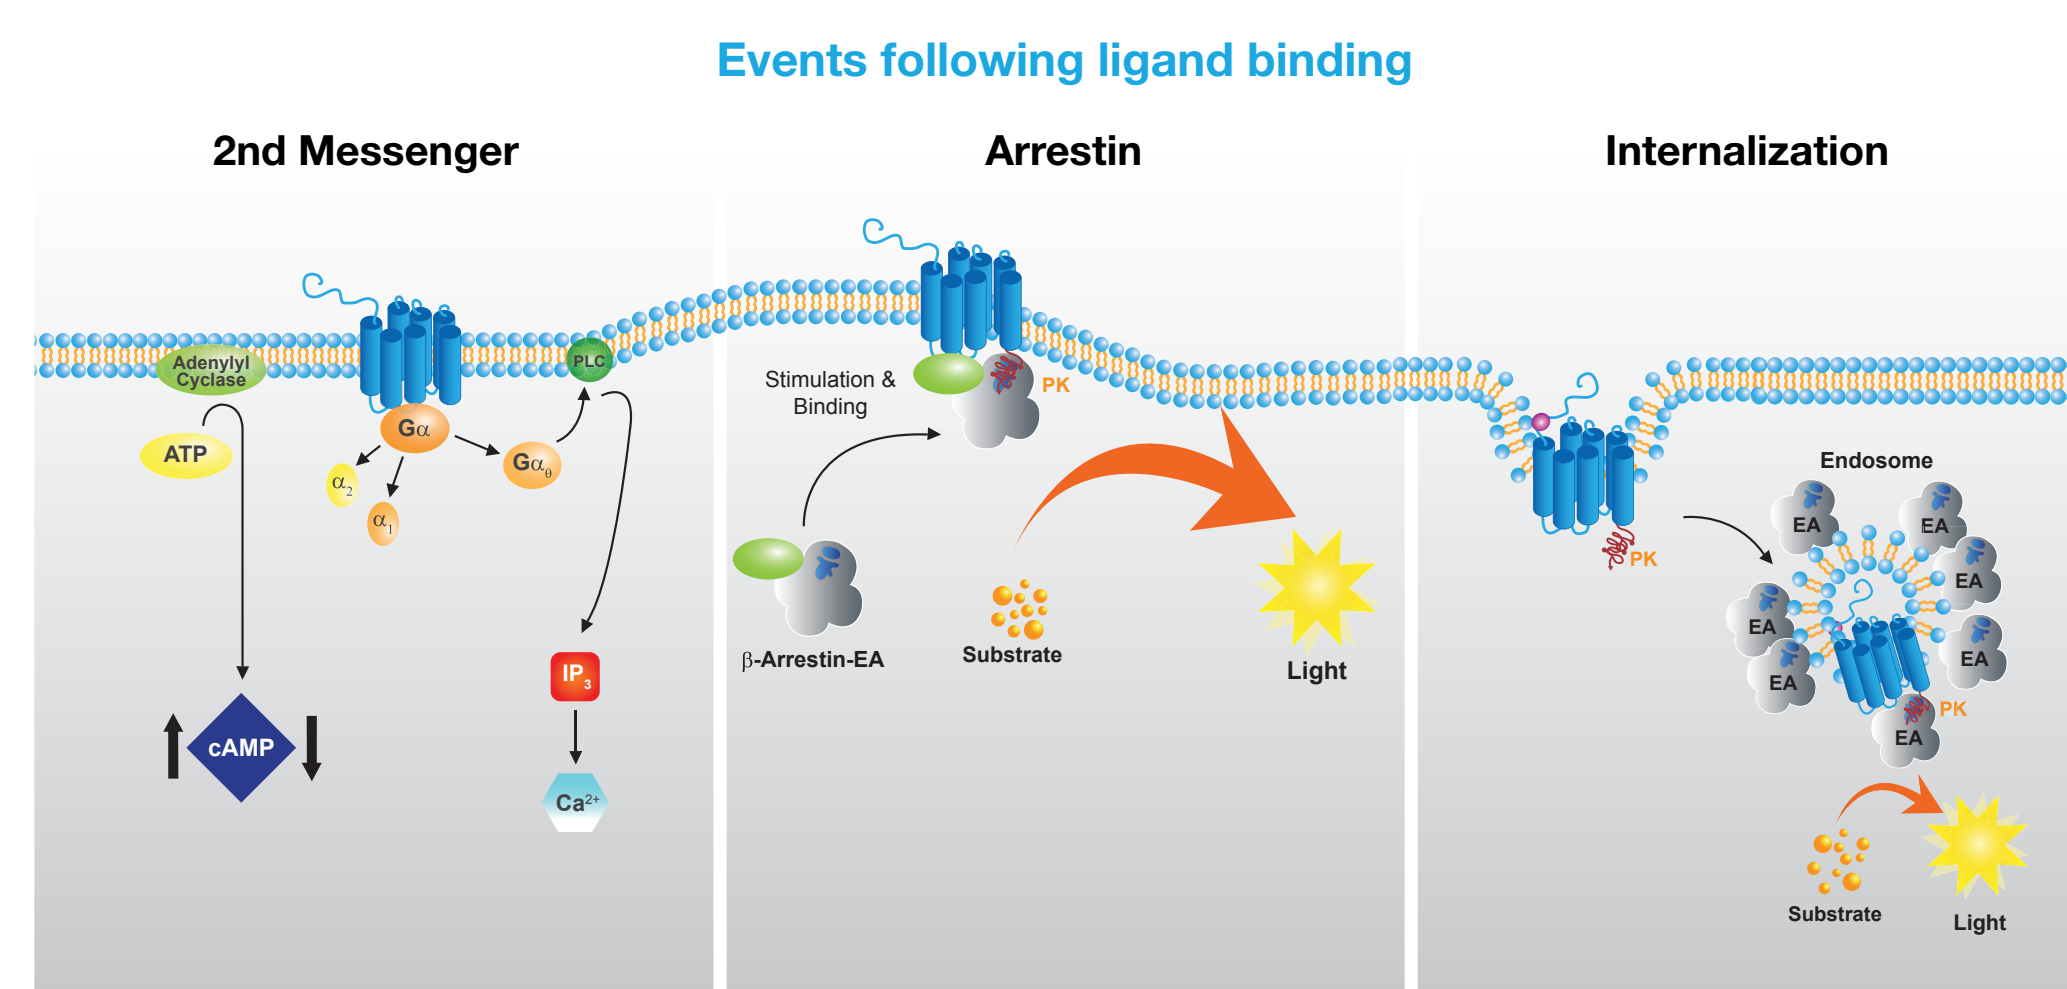 Events following ligand binding
2nd Messenger
Adenylyl
Cyclase
PLC
ATP
Gα
Gαθ
α2
α1
IP3
cAMP
Ca2+
Arrestin
Stimulation &
Binding
PK
β-Arrestin-EA
Substrate
Light
Internalization
PK
Endosome
EA
EA
EA
EA
EA
EA
PK
EA
Substrate
Light